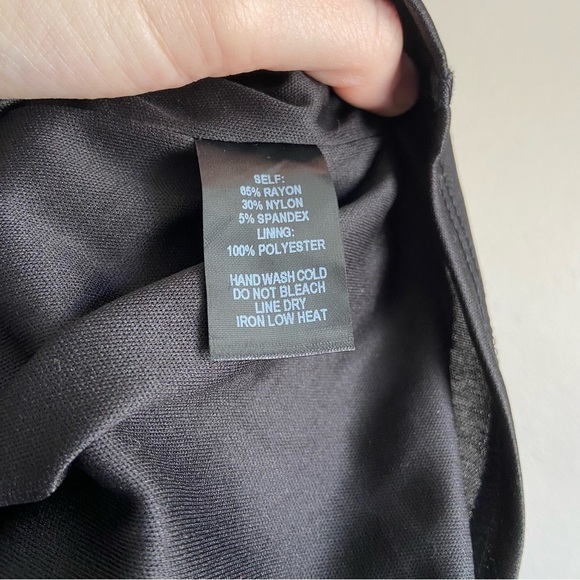 SELF:
65% RAYON
30% NYLON
5% SPANDEX
LINING:
100% POLYESTER
HAND WASH COLD
DO NOT BLEACH
LINE DRY
IRON LOW HEAT